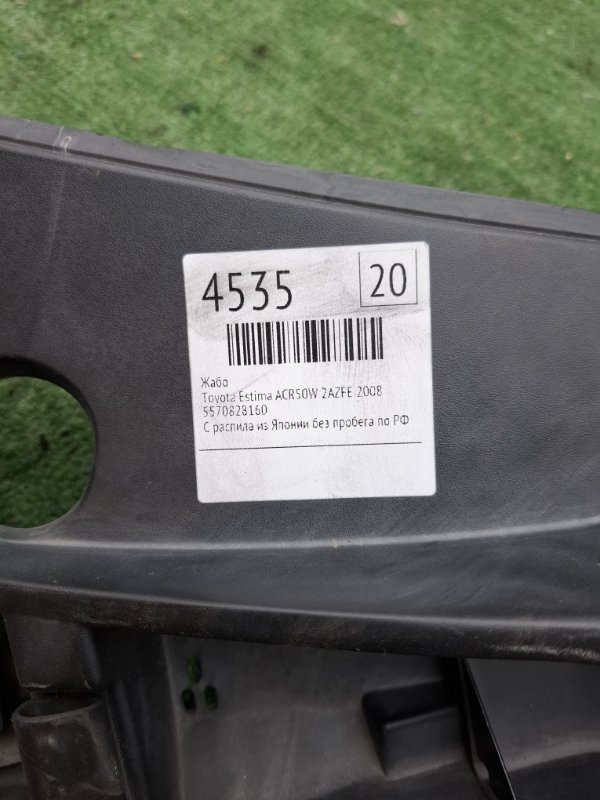 4535
20
Жабо
Toyota Estima ACR50W 2AZFE 2008
5570828160
С распила из Японии без пробега по РФ